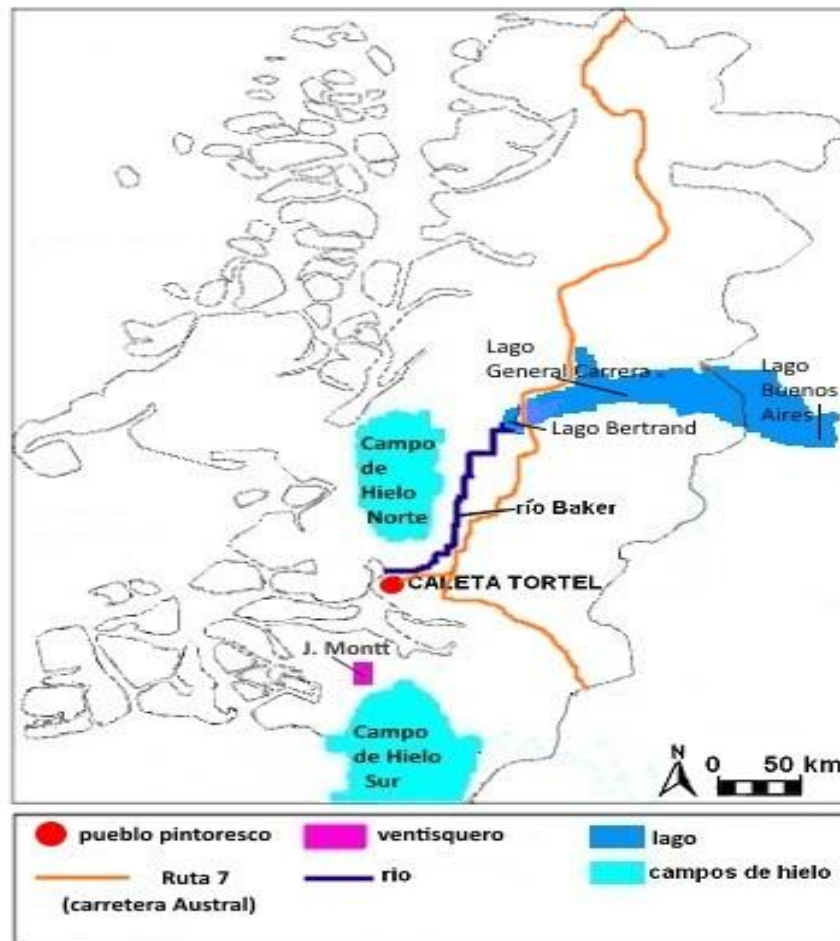 Lago
General Carrera
Lago
Buenos
Aires
Lago Bertrand
Campo
de
Hielo
Norte
río Baker
CALETA TORTEL
J. Montt
Campo
de Hielo
Sur
N
0 50 km
pueblo pintoresco
ventisquero
lago
Ruta 7
(carretera Austral)
rio
campos de hielo